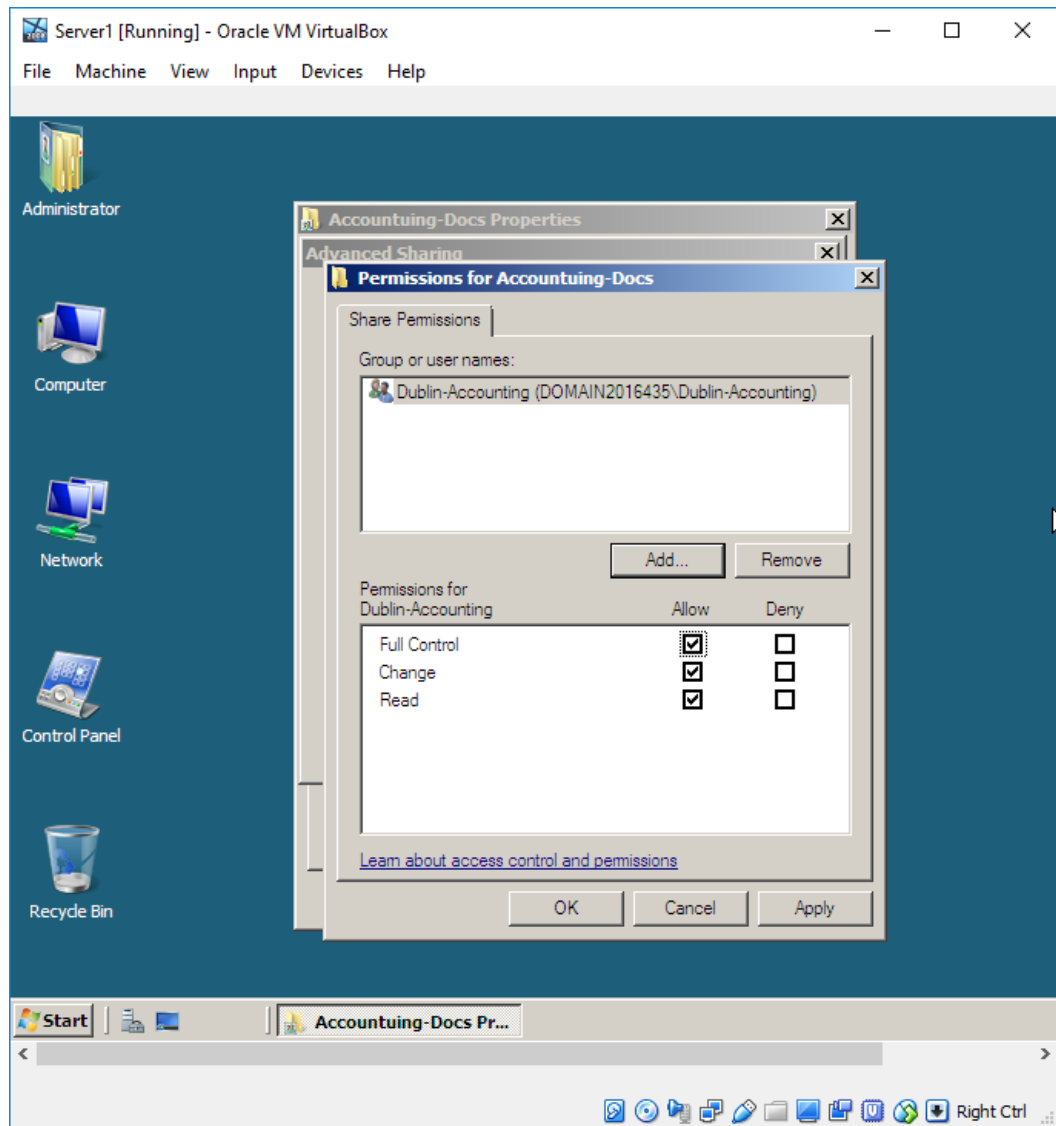 Server1 [Running] - Oracle VM VirtualBox
File Machine View Input Devices Help
Administrator
Computer
Network
Control Panel
Recycle Bin
Accountuing-Docs Properties
Advanced Sharing
Permissions for Accountuing-Docs
Share Permissions
Group or user names:
Dublin-Accounting (DOMAIN2016435\Dublin-Accounting)
Add... Remove
Permissions for
Dublin-Accounting Allow Deny
Full Control
Change
Read
Learn about access control and permissions
OK Cancel Apply
Start Accountuing-Docs Pr...
Right Ctrl